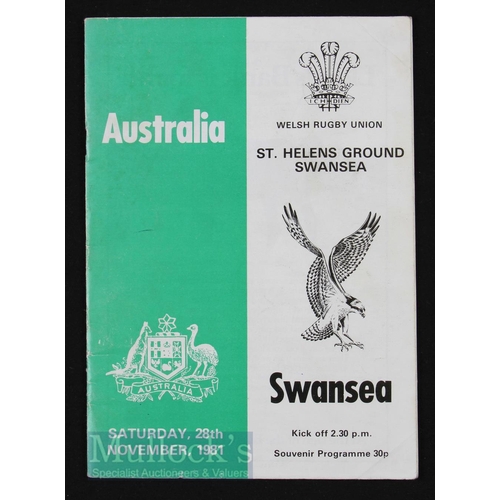 Australia
AUSTRALIA
SATURDAY, 28th
NOVEMBER, 1981
ICH DIEN
WELSH RUGBY UNION
ST. HELENS GROUND
SWANSEA
Swansea
Kick off 2.30 p.m.
Souvenir Programme 30p
Mullock's
Specialist Auctioneers & Valuers